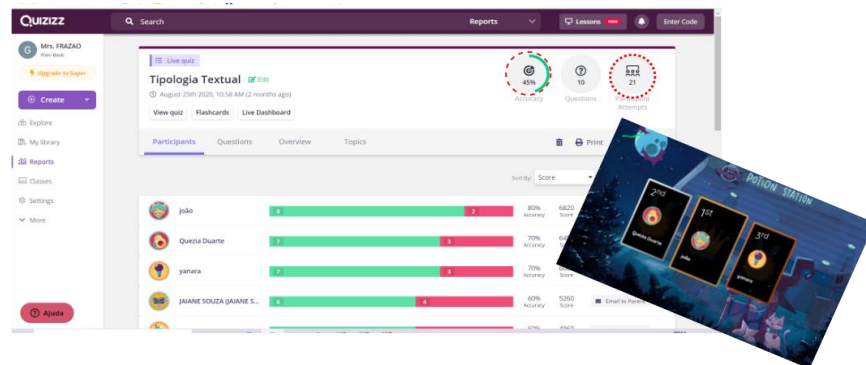 QUIZIZZ
Search
Reports
Lessons
Enter Code
G
Mrs. FRAZAO
Upgrade to Super
Create
Explore
My library
Reports
Classes
Settings
More
Ajuda
Live quiz
Tipologia Textual Edit
August 25th 2020, 10:58 AM (2 months ago)
View quiz Flashcards Live Dashboard
45%
Accuracy
10
Questions
21
Participant
Attempts
Participants Questions Overview Topics
Print
Sort By: Score
joão 8 2 80% Accuracy 6820 Score
Quezia Duarte 7 3 70% Accuracy Score
yanara 7 3 70% Accuracy Score
JAIANE SOUZA (JAIANE S... 6 4 60% Accuracy 5260 Score Email to Parent
POTION STATION
2nd
Quezia Duarte
1st
joão
3rd
yanara